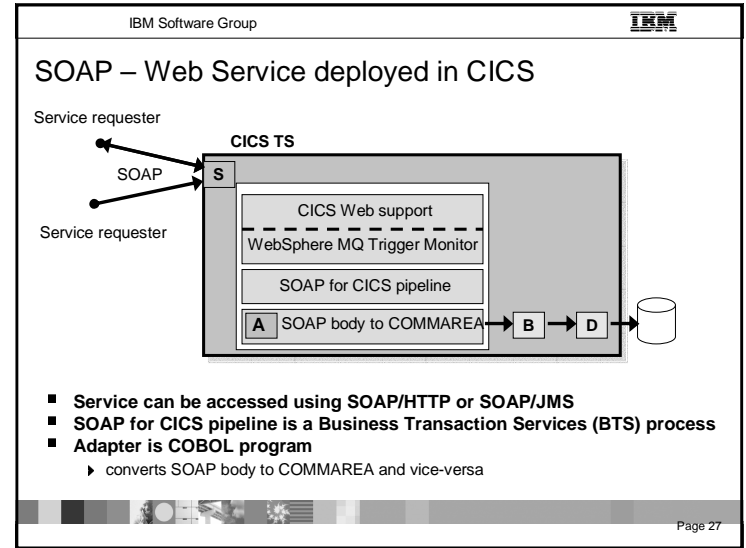 IBM Software Group
IBM
SOAP – Web Service deployed in CICS
Service requester
CICS TS
SOAP
S
Service requester
CICS Web support
WebSphere MQ Trigger Monitor
SOAP for CICS pipeline
A SOAP body to COMMAREA
B
D
Service can be accessed using SOAP/HTTP or SOAP/JMS
SOAP for CICS pipeline is a Business Transaction Services (BTS) process
Adapter is COBOL program
converts SOAP body to COMMAREA and vice-versa
Page 27